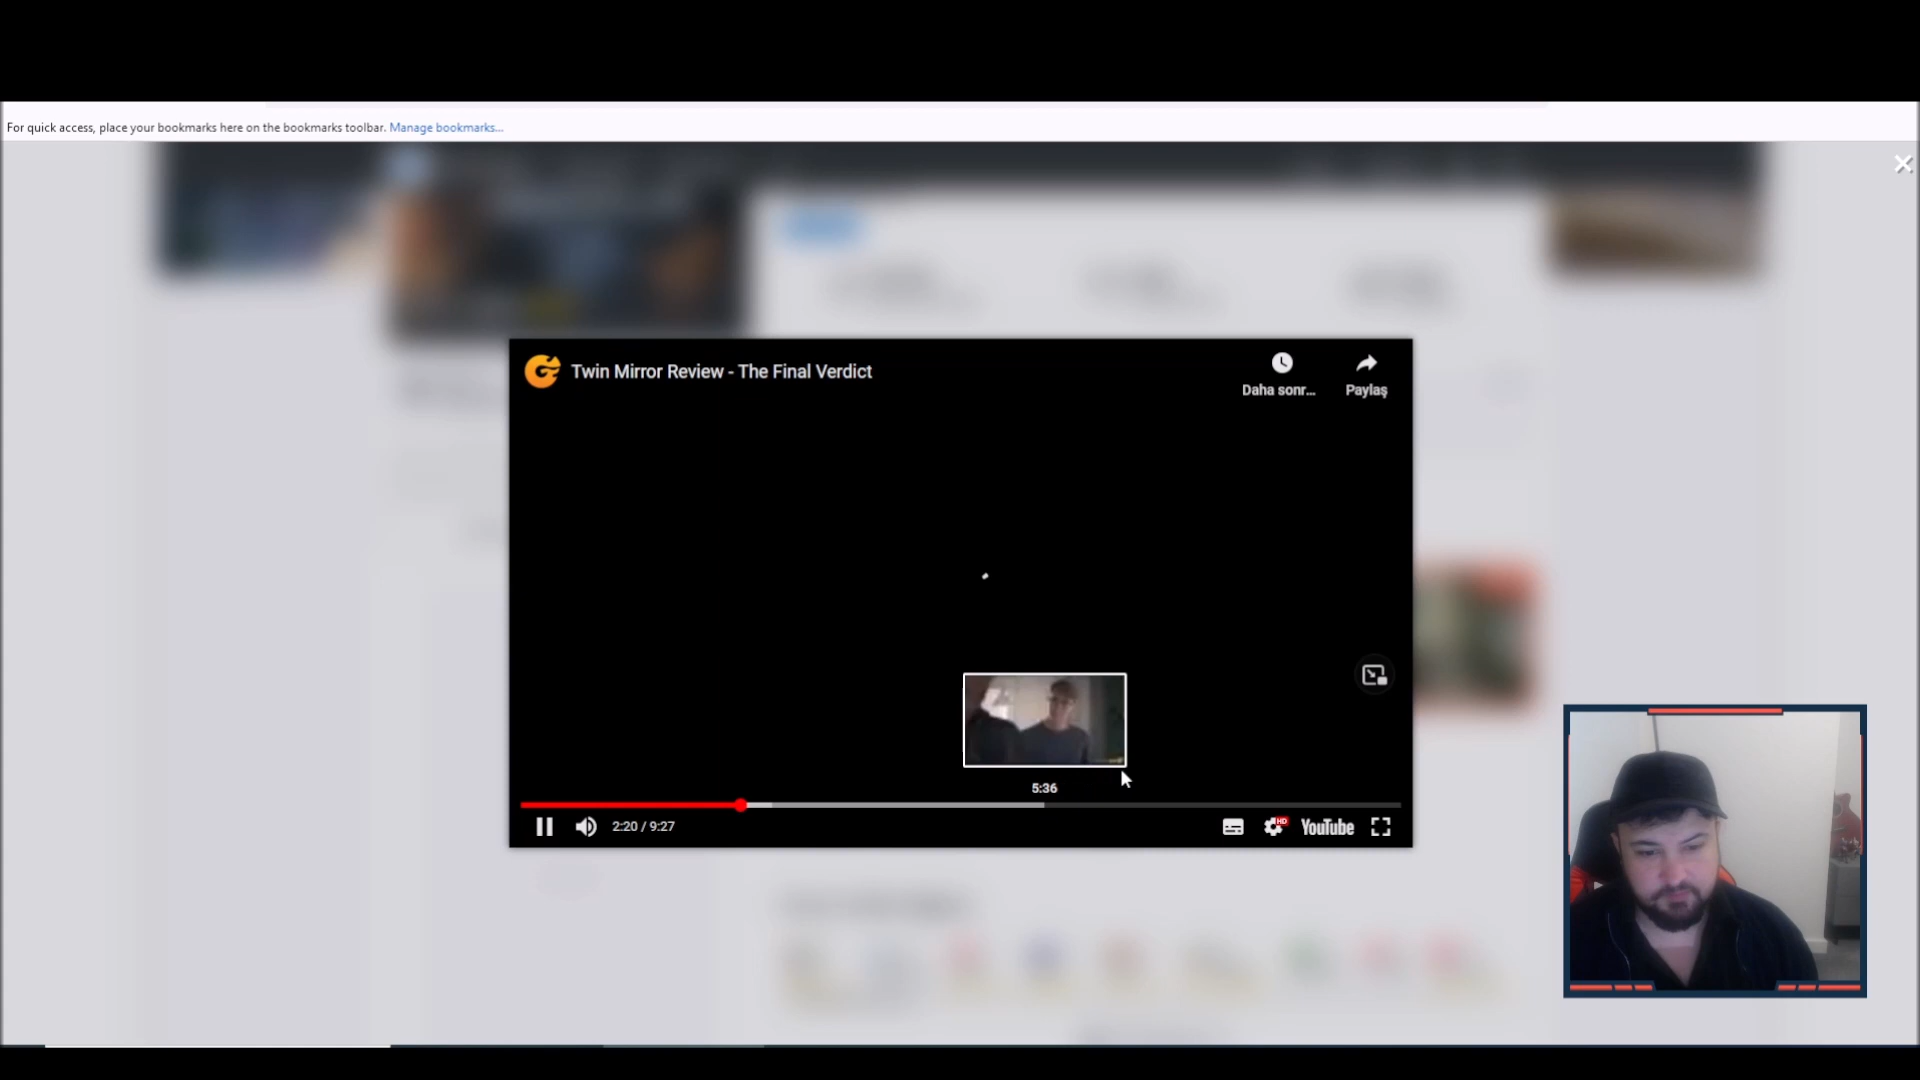 For quick access, place your bookmarks here on the bookmarks toolbar. Manage bookmarks...
Twin Mirror Review - The Final Verdict
Daha sonr...
Paylaş
5:36
2:20 / 9:27
HD
YouTube